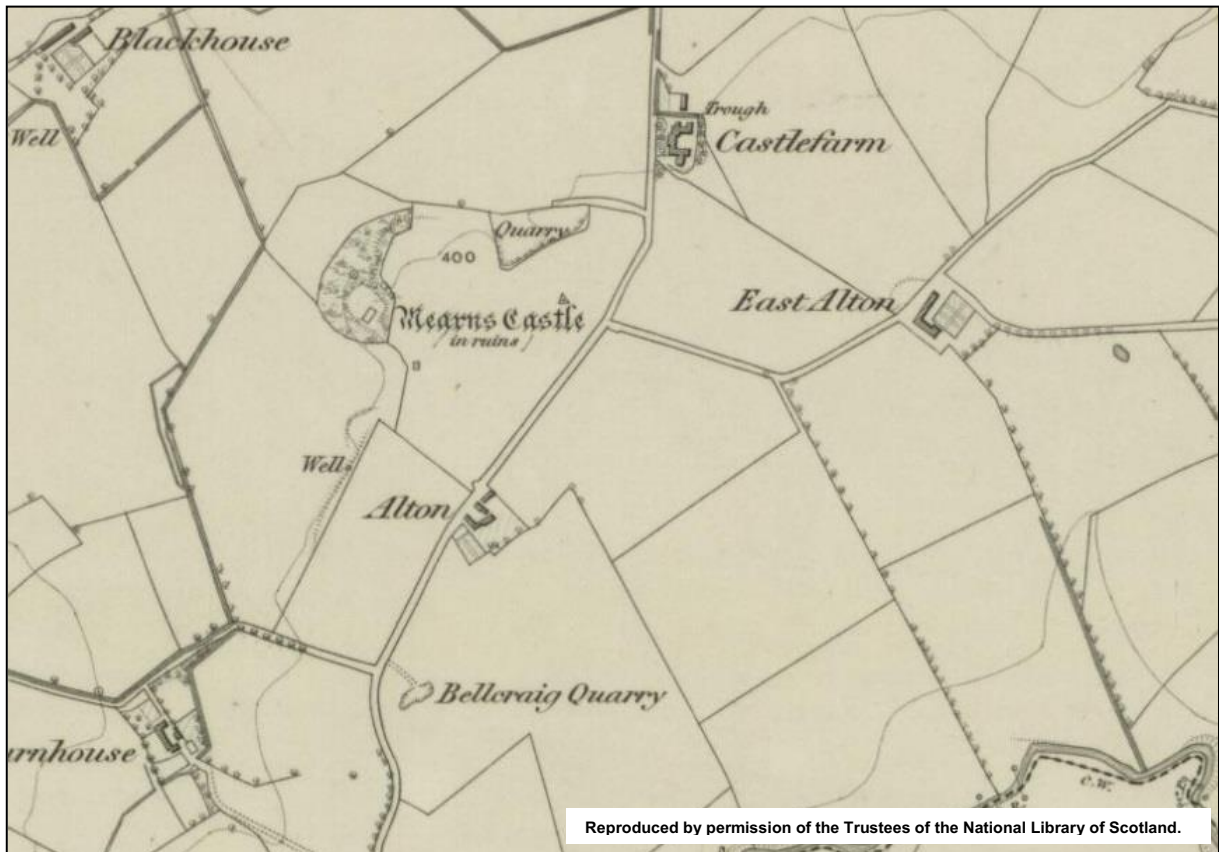 Blackhouse
Well
Trough
Castlefarm
Quarry
400
Mearns Castle
(in ruins)
East Alton
Well
Alton
Bellcraig Quarry
urnhouse
C.W.
Reproduced by permission of the Trustees of the National Library of Scotland.